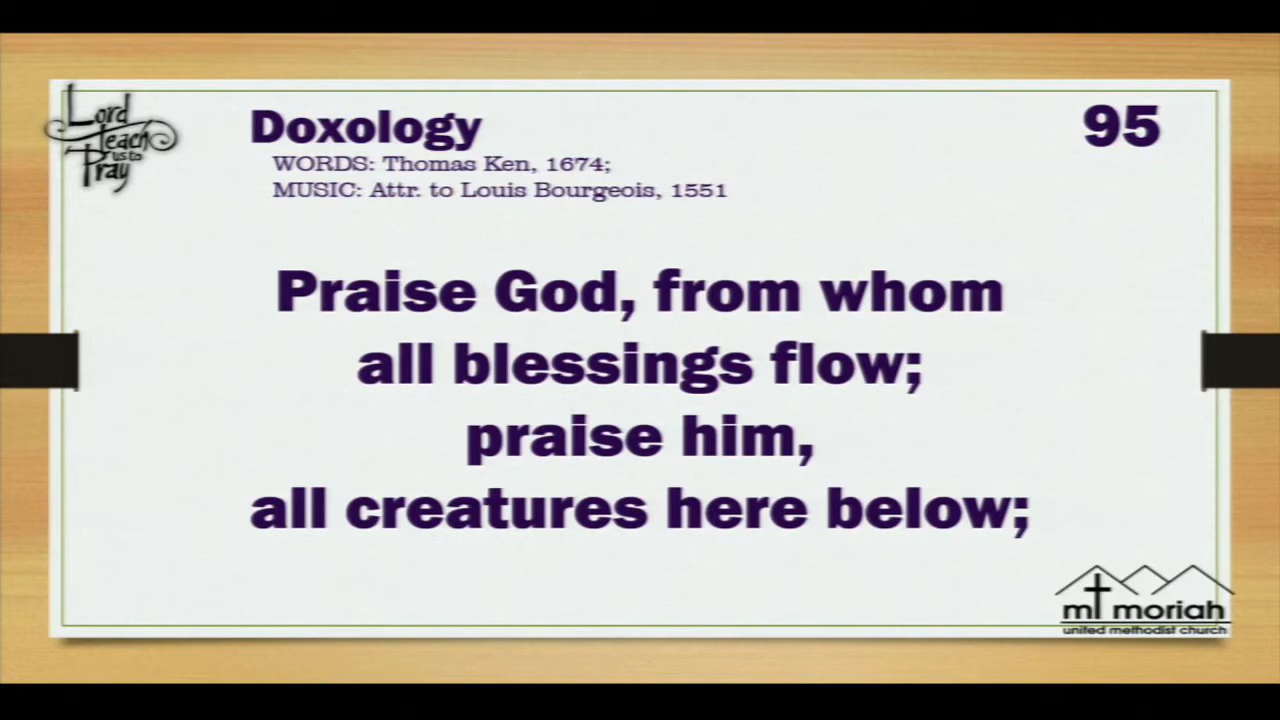 Lord
teach
us to
Pray
Doxology
95
WORDS: Thomas Ken, 1674;
MUSIC: Attr. to Louis Bourgeois, 1551
Praise God, from whom
all blessings flow;
praise him,
all creatures here below;
mt moriah
united methodist church